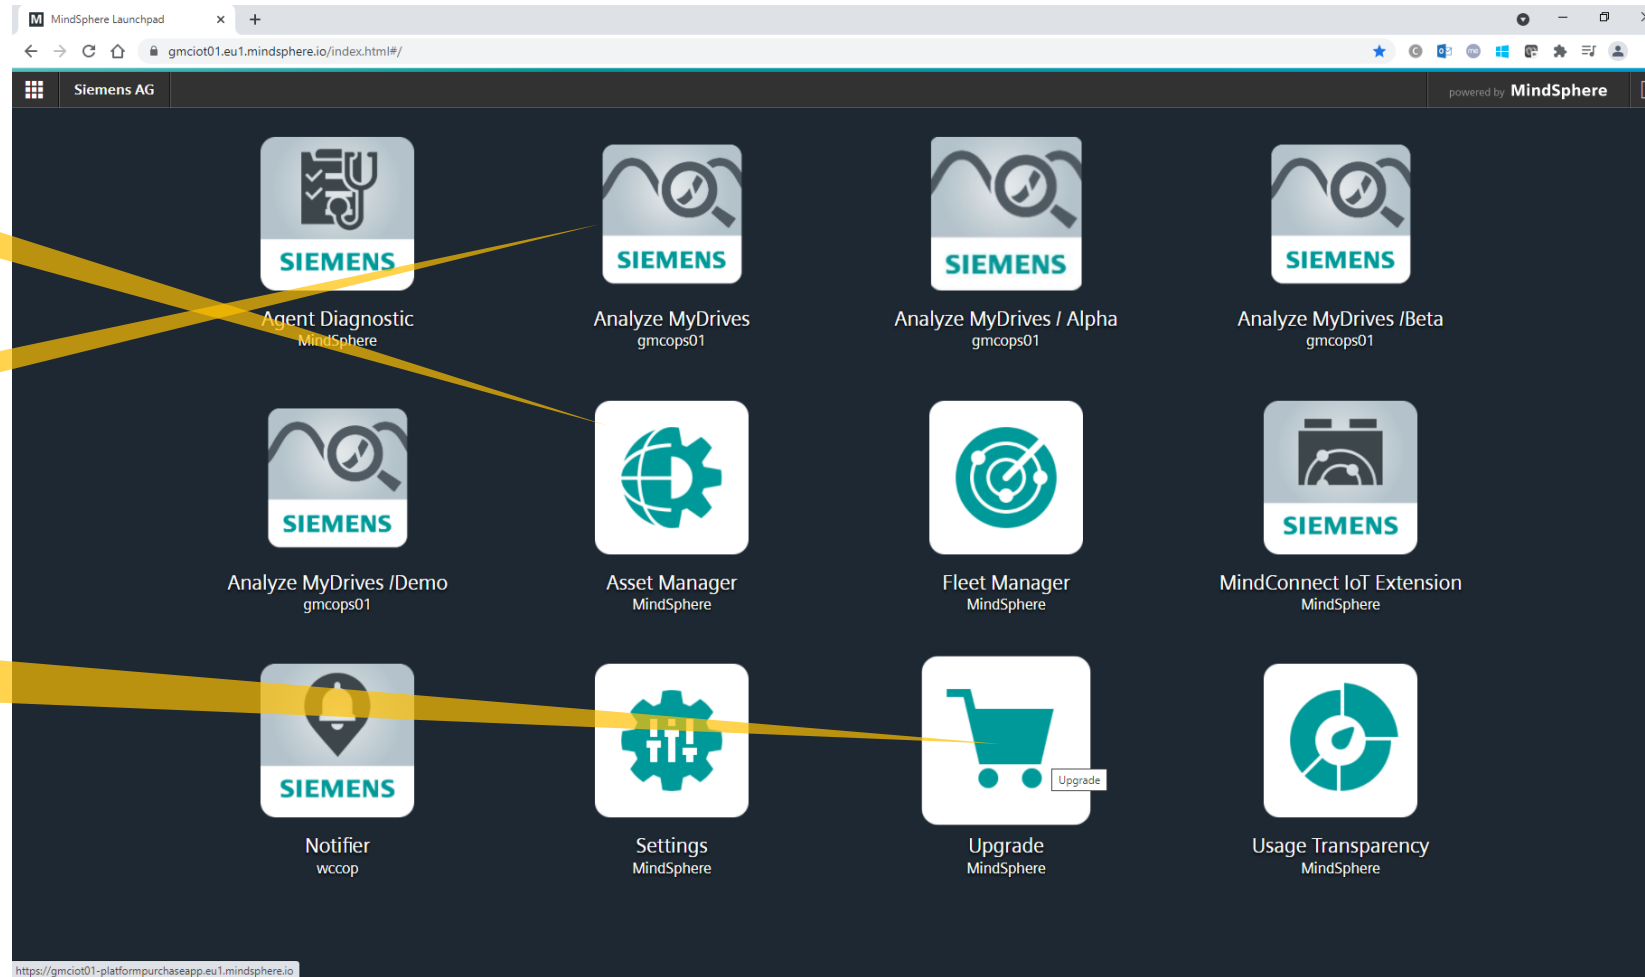 M MindSphere Launchpad
gmciot01.eu1.mindsphere.io/index.html#/
Siemens AG
powered by MindSphere
SIEMENS
SIEMENS
SIEMENS
SIEMENS
Agent Diagnostic
MindSphere
Analyze MyDrives
gmcops01
Analyze MyDrives / Alpha
gmcops01
Analyze MyDrives /Beta
gmcops01
SIEMENS
SIEMENS
Analyze MyDrives /Demo
gmcops01
Asset Manager
MindSphere
Fleet Manager
MindSphere
MindConnect IoT Extension
MindSphere
SIEMENS
Upgrade
Notifier
wccop
Settings
MindSphere
Upgrade
MindSphere
Usage Transparency
MindSphere
https://gmciot01-platformpurchaseapp.eu1.mindsphere.io